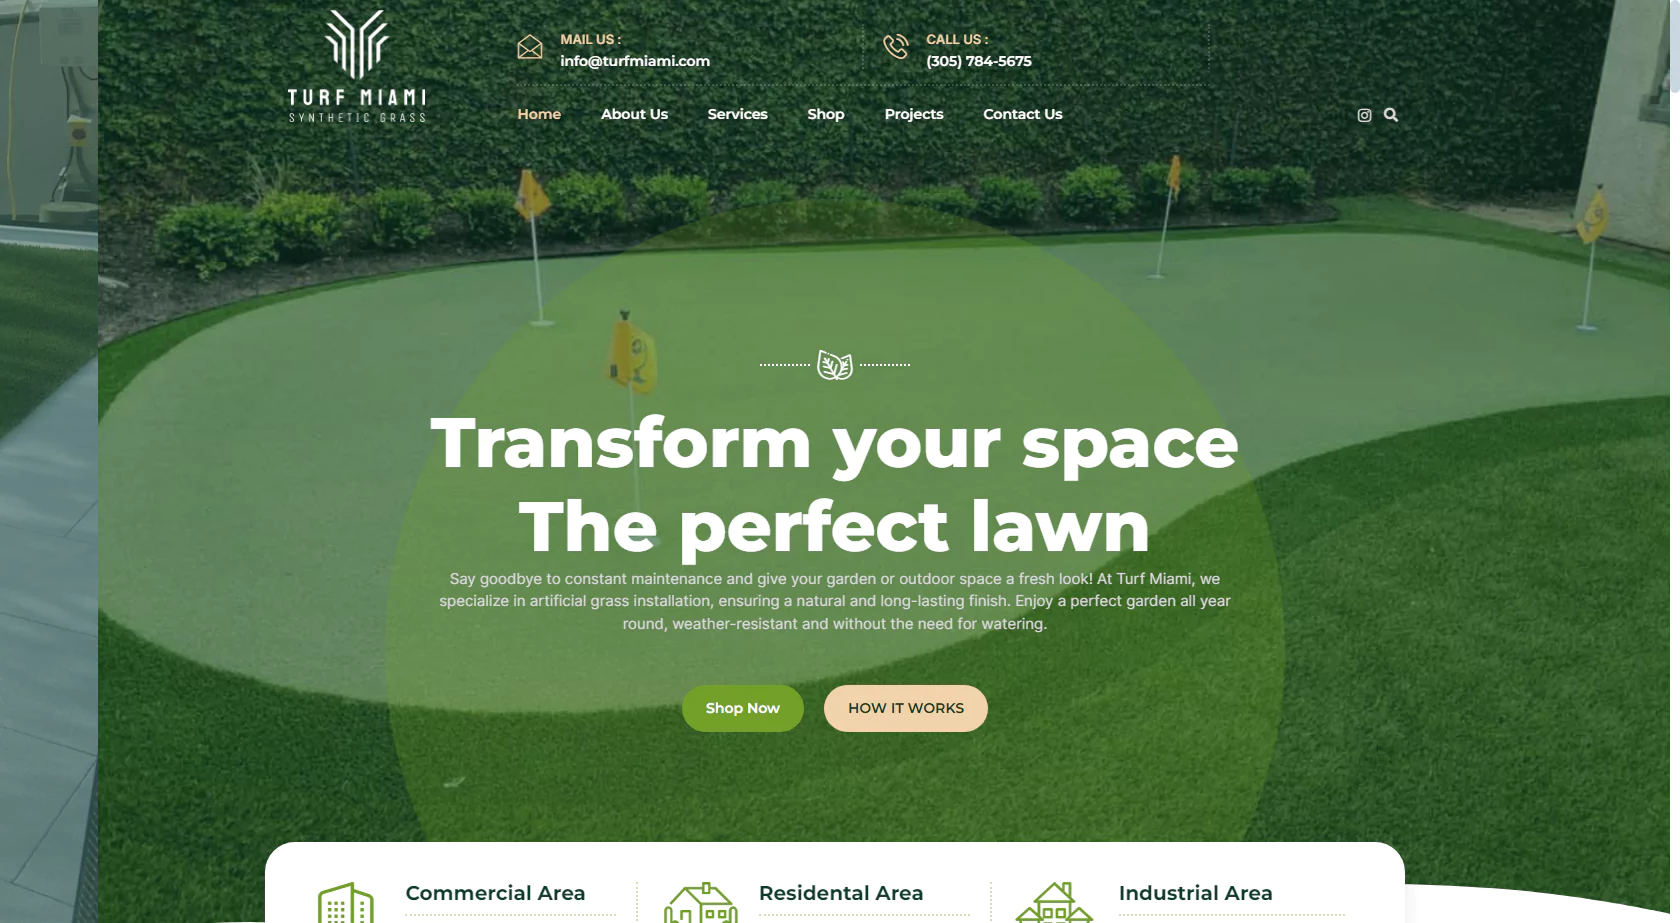 TURF MIAMI
SYNTHETIC GRASS
MAIL US :
info@turfmiami.com
CALL US :
(305) 784-5675
Home About Us Services Shop Projects Contact Us
Transform your space
The perfect lawn
Say goodbye to constant maintenance and give your garden or outdoor space a fresh look! At Turf Miami, we
specialize in artificial grass installation, ensuring a natural and long-lasting finish. Enjoy a perfect garden all year
round, weather-resistant and without the need for watering.
Shop Now HOW IT WORKS
Commercial Area Residental Area Industrial Area